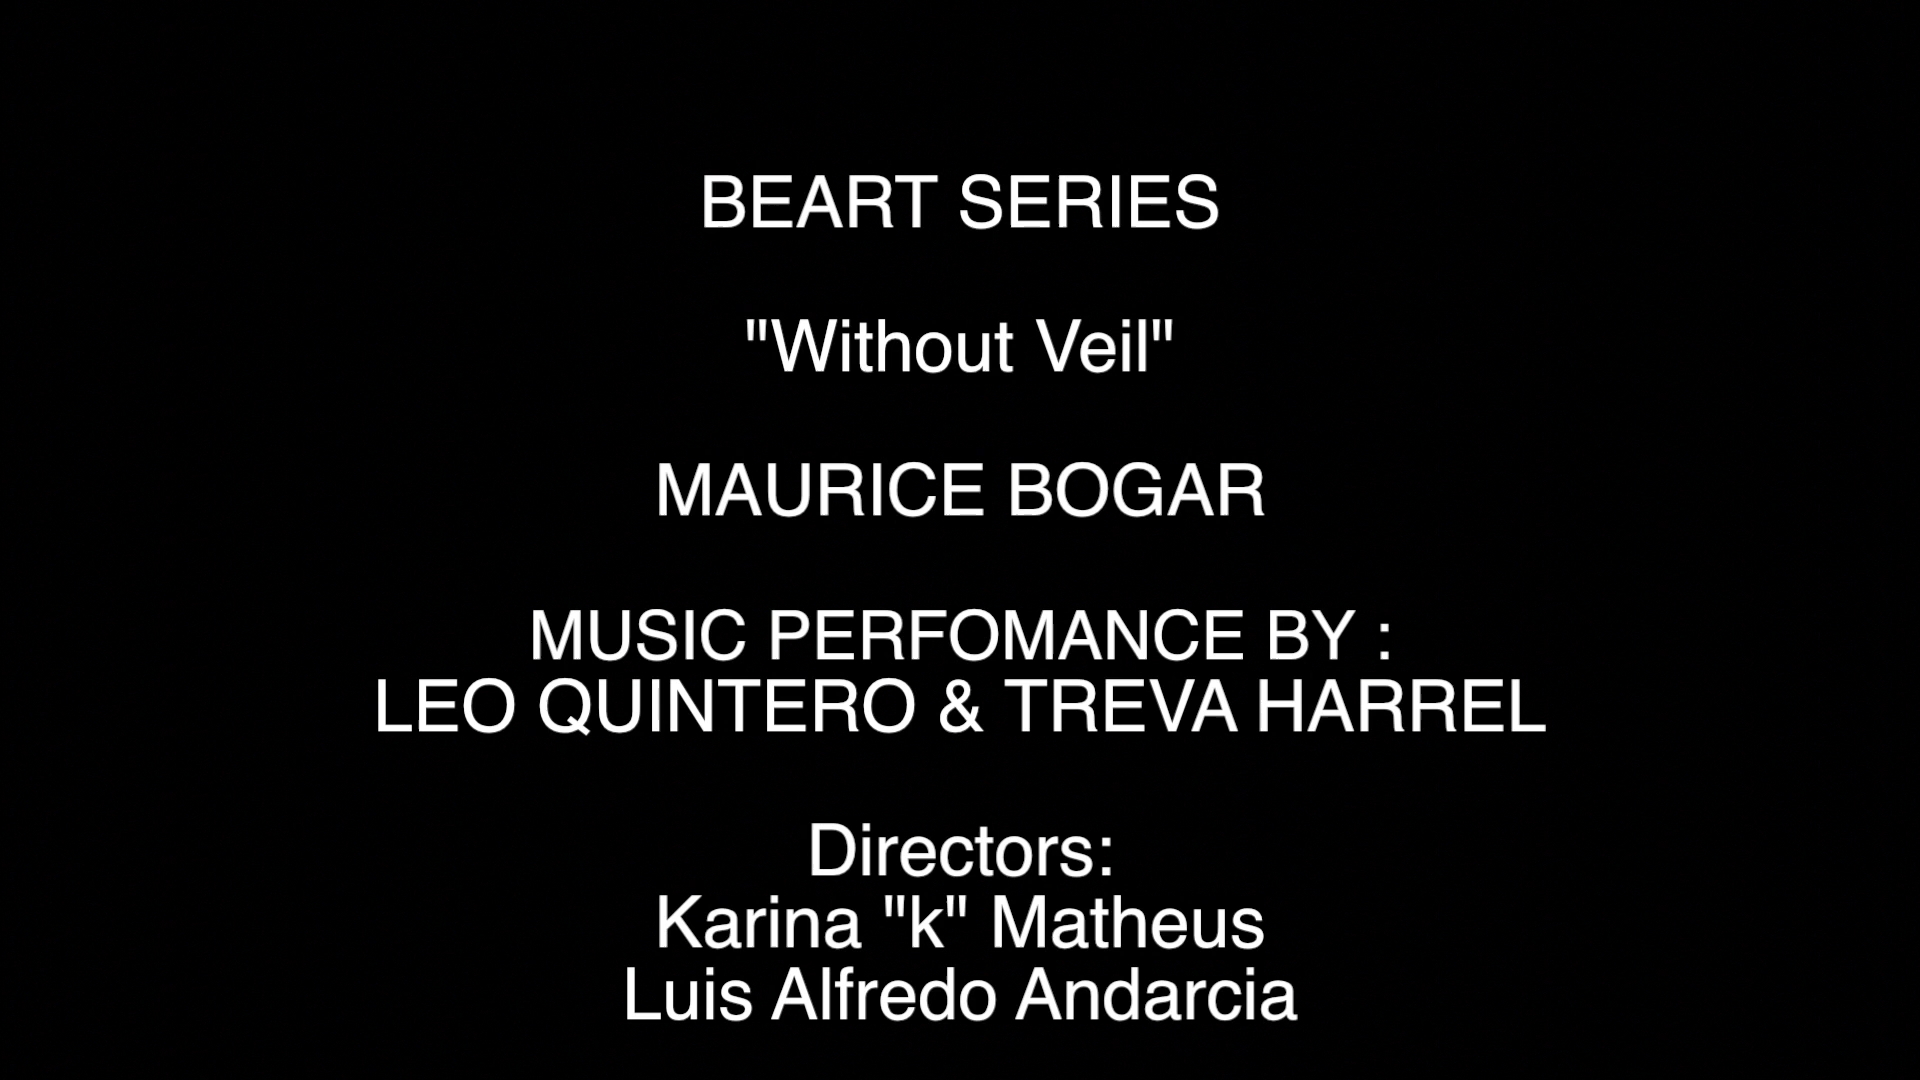 BEART SERIES
"Without Veil"
MAURICE BOGAR
MUSIC PERFOMANCE BY :
LEO QUINTERO & TREVA HARREL
Directors:
Karina "k" Matheus
Luis Alfredo Andarcia